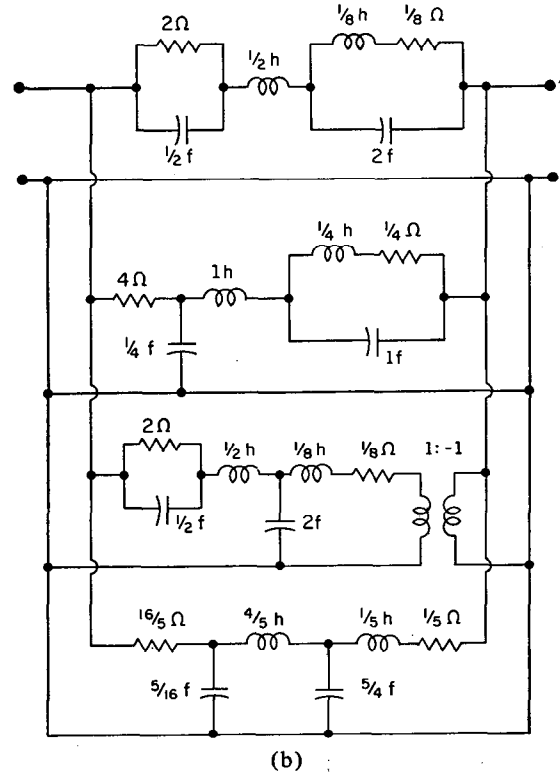 2Ω
½ h
⅛ h
⅛ Ω
½ f
2f
¼ h
¼ Ω
4Ω
1h
¼ f
1f
2Ω
½ h
⅛ h
⅛Ω
1:-1
½ f
2f
16/5 Ω
4/5 h
1/5 h
1/5 Ω
5/16 f
5/4 f
(b)